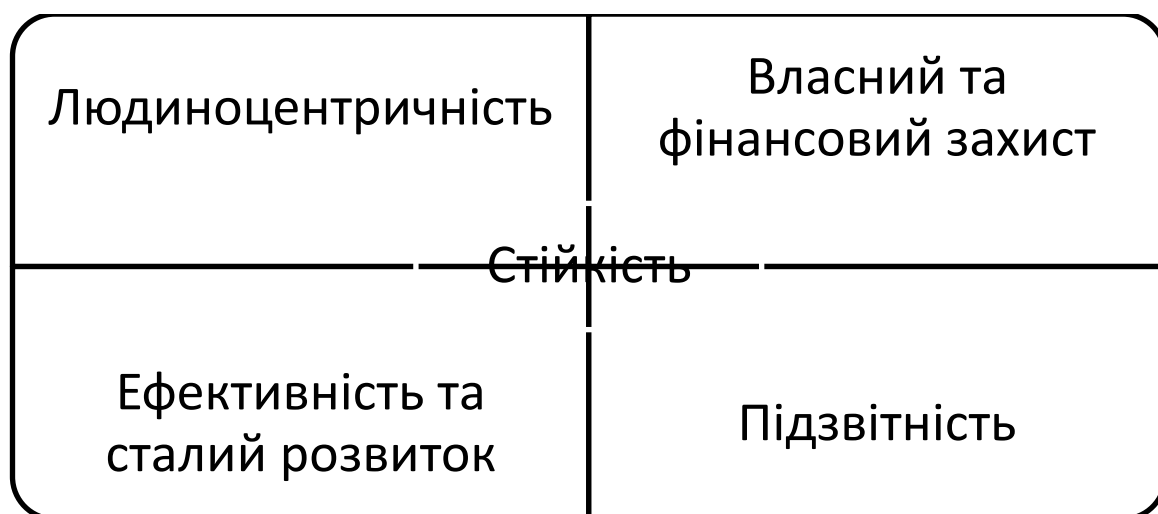 Людиноцентричність
Власний та
фінансовий захист
Стійкість
Ефективність та
сталий розвиток
Підзвітність